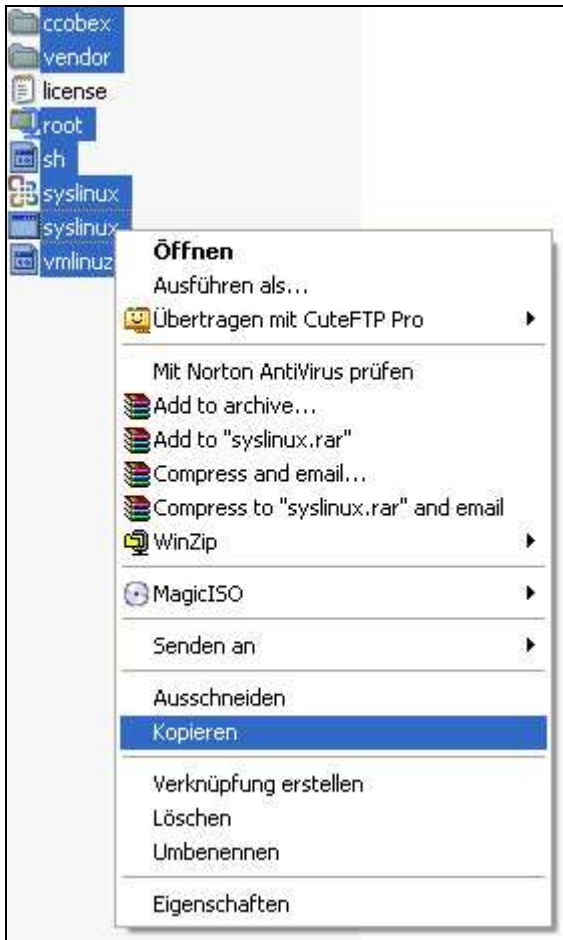 ccobex
vendor
license
root
sh
syslinux
syslinux
vmlinuz
Öffnen
Ausführen als...
Übertragen mit CuteFTP Pro
Mit Norton AntiVirus prüfen
Add to archive...
Add to "syslinux.rar"
Compress and email...
Compress to "syslinux.rar" and email
WinZip
MagicISO
Senden an
Ausschneiden
Kopieren
Verknüpfung erstellen
Löschen
Umbenennen
Eigenschaften